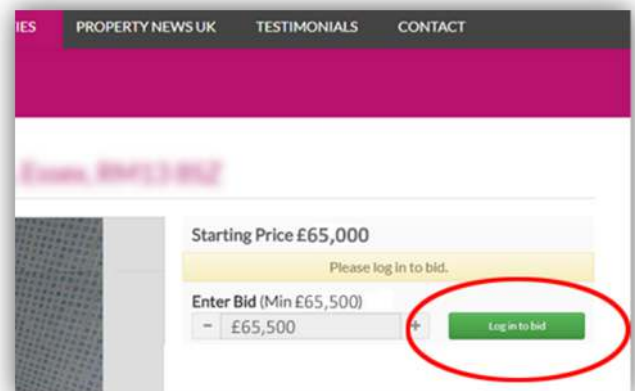 IES PROPERTY NEWS UK TESTIMONIALS CONTACT
Starting Price £65,000
Please log in to bid.
Enter Bid (Min £65,500)
- £65,500 + Log in to bid